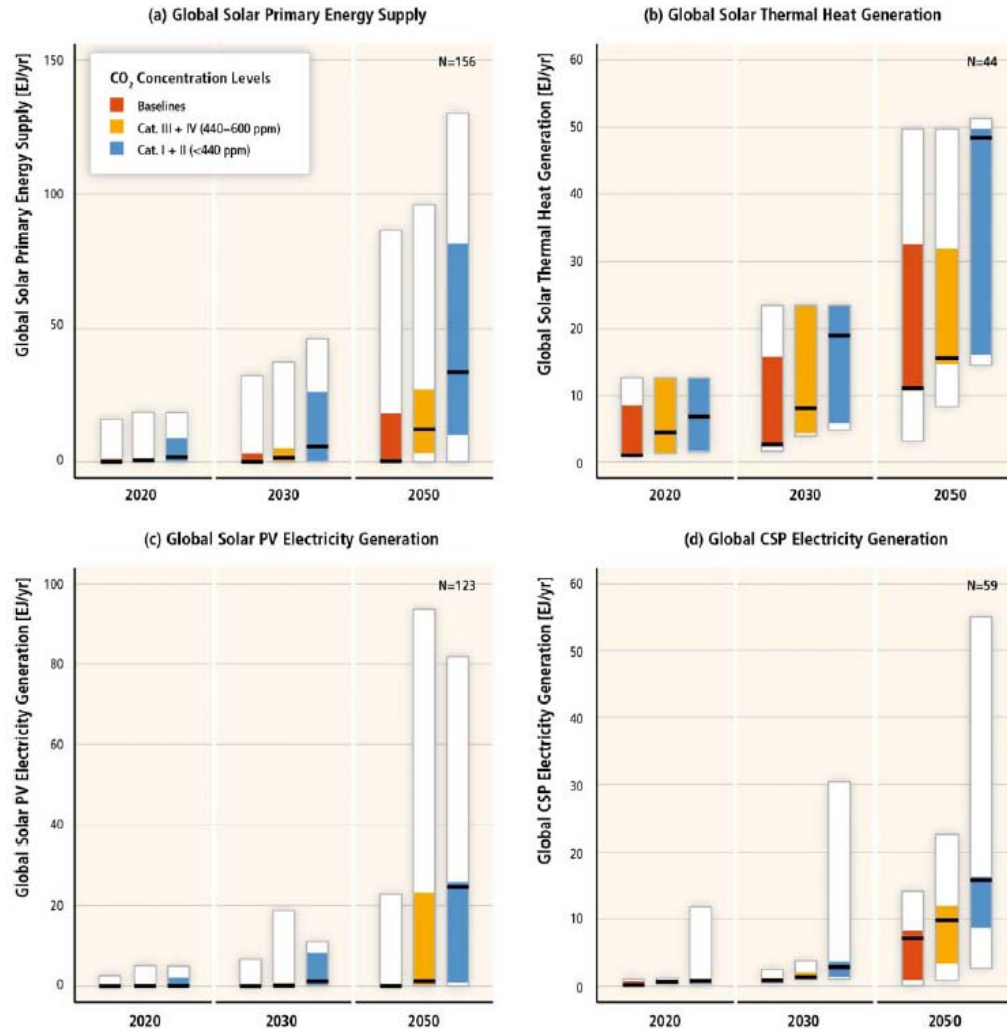 (a) Global Solar Primary Energy Supply
Global Solar Primary Energy Supply [EJ/yr]
150
100
50
0
N=156
CO₂ Concentration Levels
Baselines
Cat. III + IV (440–600 ppm)
Cat. I + II (<440 ppm)
2020
2030
2050
(b) Global Solar Thermal Heat Generation
Global Solar Thermal Heat Generation [EJ/yr]
60
50
40
30
20
10
0
N=44
2020
2030
2050
(c) Global Solar PV Electricity Generation
Global Solar PV Electricity Generation [EJ/yr]
100
80
60
40
20
0
N=123
2020
2030
2050
(d) Global CSP Electricity Generation
Global CSP Electricity Generation [EJ/yr]
60
50
40
30
20
10
0
N=59
2020
2030
2050